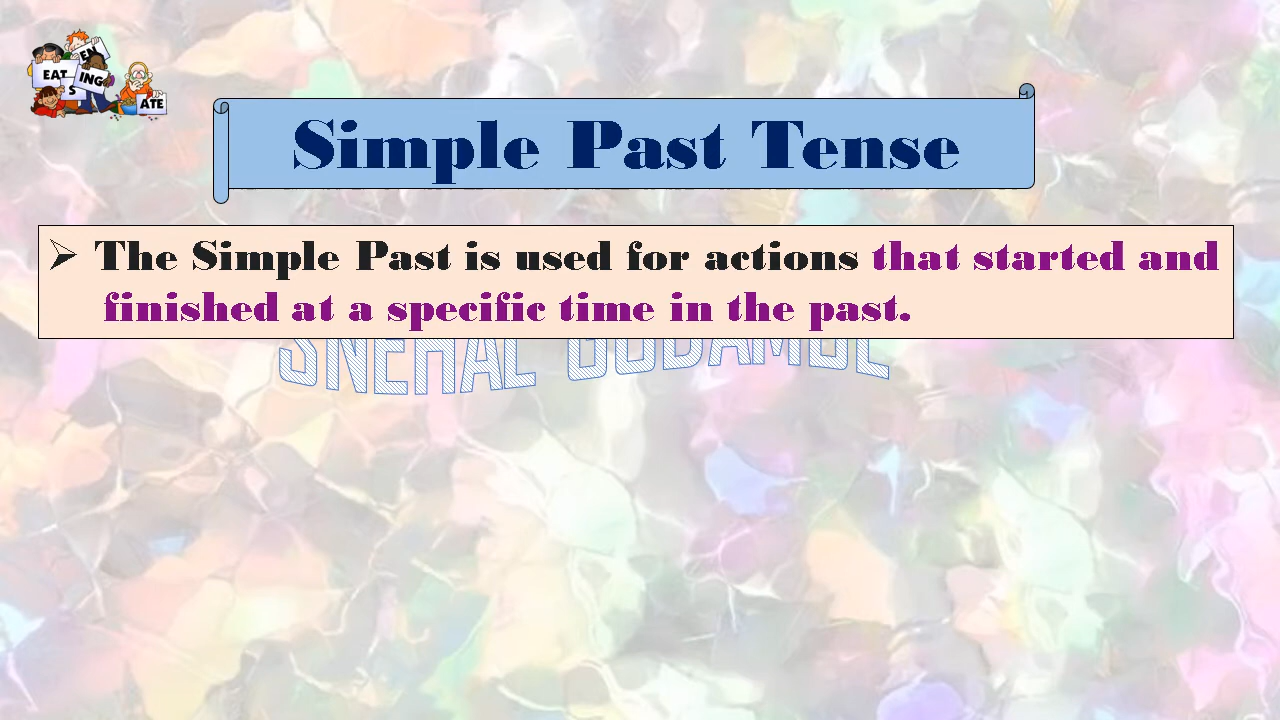 EAT
S
EN
ING
ATE
Simple Past Tense
➢ The Simple Past is used for actions that started and
finished at a specific time in the past.
SNEHAL